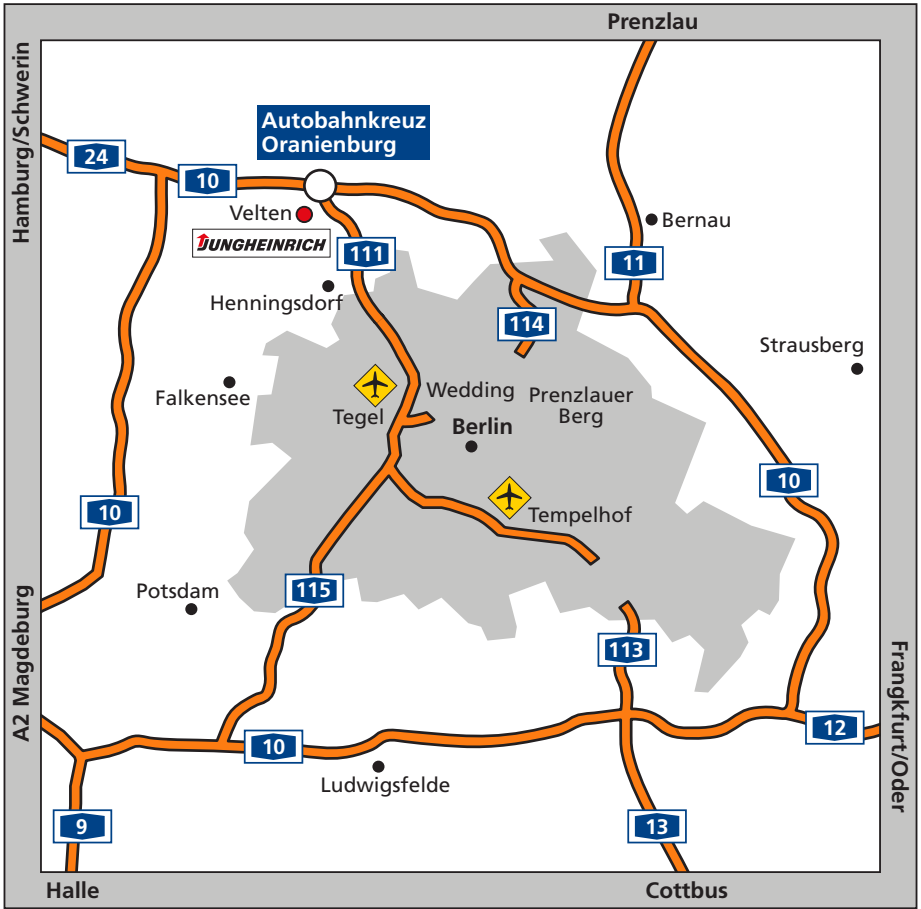 Prenzlau
Hamburg/Schwerin
Autobahnkreuz
Oranienburg
24
10
Velten
JUNGHEINRICH
111
Bernau
11
Henningsdorf
114
Strausberg
Falkensee
Tegel
Wedding
Prenzlauer
Berg
Berlin
10
10
Tempelhof
Potsdam
115
A2 Magdeburg
113
Frangkfurt/Oder
12
10
Ludwigsfelde
9
13
Halle
Cottbus